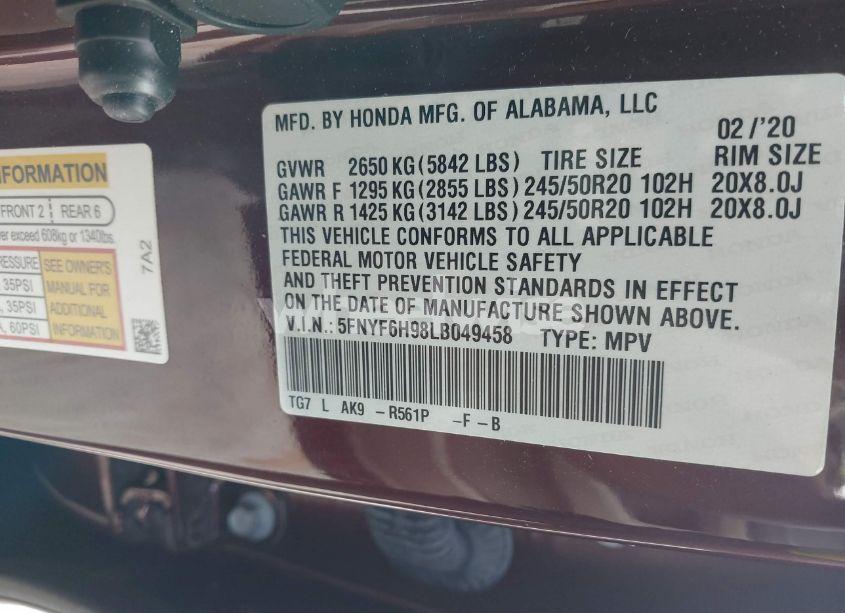 NFORMATION
FRONT 2 REAR 6
ver exceed 608kg or 1340lbs.
RESSURE SEE OWNER'S
, 35PSI MANUAL FOR
, 35PSI ADDITIONAL
A, 60PSI INFORMATION
7A2
MFD. BY HONDA MFG. OF ALABAMA, LLC
02/'20
GVWR 2650 KG (5842 LBS) TIRE SIZE RIM SIZE
GAWR F 1295 KG (2855 LBS) 245/50R20 102H 20X8.0J
GAWR R 1425 KG (3142 LBS) 245/50R20 102H 20X8.0J
THIS VEHICLE CONFORMS TO ALL APPLICABLE
FEDERAL MOTOR VEHICLE SAFETY
AND THEFT PREVENTION STANDARDS IN EFFECT
ON THE DATE OF MANUFACTURE SHOWN ABOVE.
V.I.N.: 5FNYF6H98LB049458 TYPE: MPV
TG7 L AK9 -R561P -F-B